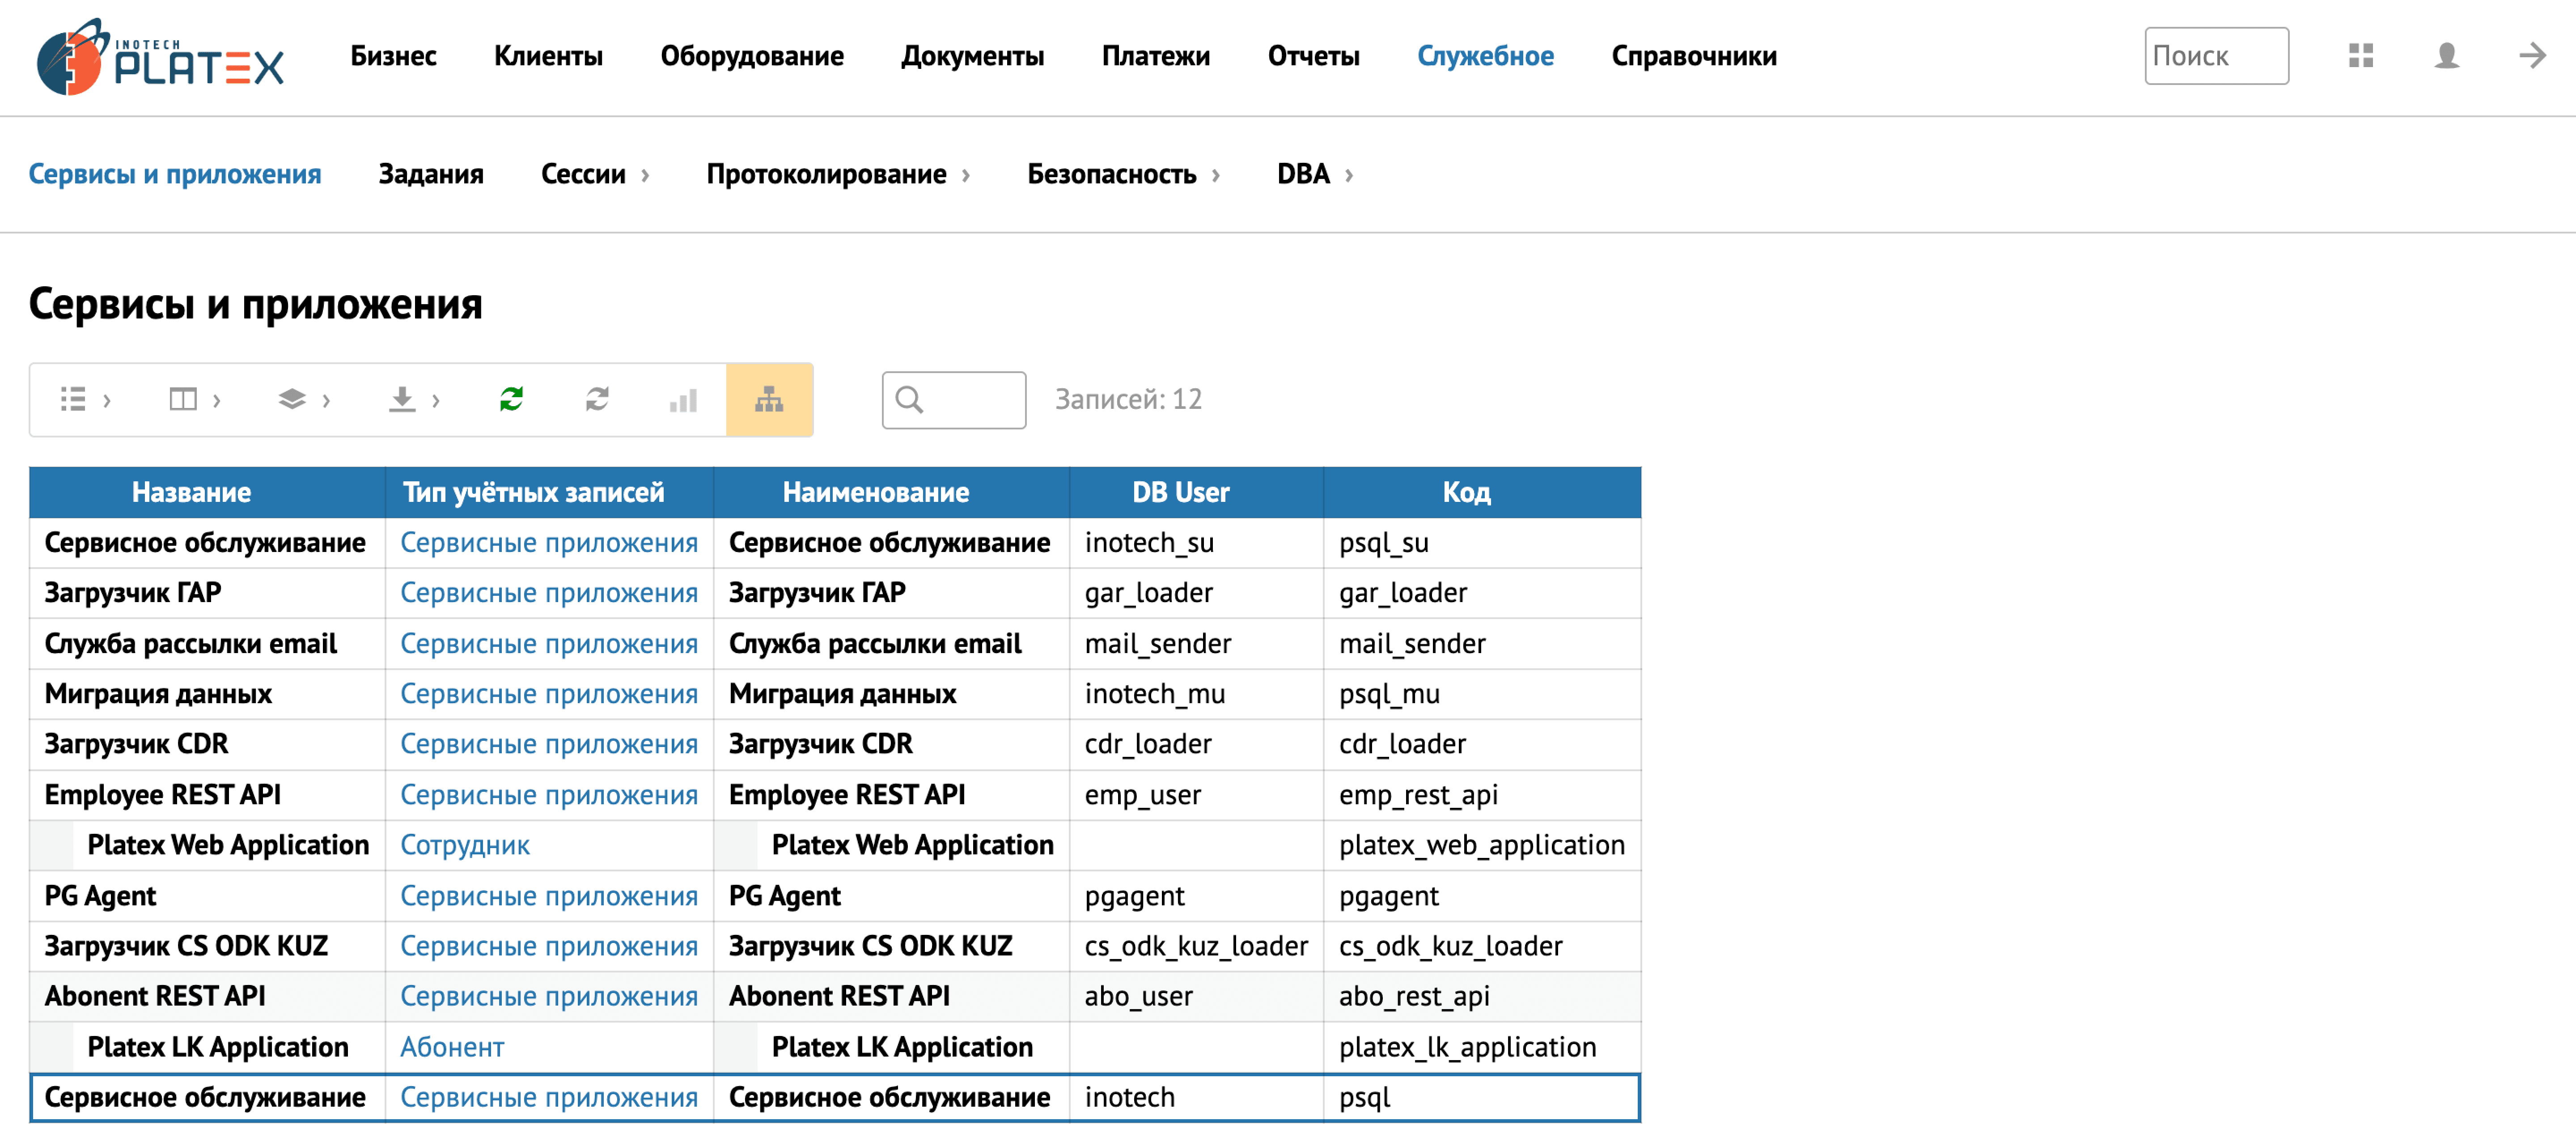 INOTECH
PLATEX
Бизнес Клиенты Оборудование Документы Платежи Отчеты Служебное Справочники Поиск
Сервисы и приложения Задания Сессии Протоколирование Безопасность DBA
Сервисы и приложения
Записей: 12
Название Тип учётных записей Наименование DB User Код
Сервисное обслуживание Сервисные приложения Сервисное обслуживание inotech_su psql_su
Загрузчик ГАР Сервисные приложения Загрузчик ГАР gar_loader gar_loader
Служба рассылки email Сервисные приложения Служба рассылки email mail_sender mail_sender
Миграция данных Сервисные приложения Миграция данных inotech_mu psql_mu
Загрузчик CDR Сервисные приложения Загрузчик CDR cdr_loader cdr_loader
Employee REST API Сервисные приложения Employee REST API emp_user emp_rest_api
Platex Web Application Сотрудник Platex Web Application platex_web_application
PG Agent Сервисные приложения PG Agent pgagent pgagent
Загрузчик CS ODK KUZ Сервисные приложения Загрузчик CS ODK KUZ cs_odk_kuz_loader cs_odk_kuz_loader
Abonent REST API Сервисные приложения Abonent REST API abo_user abo_rest_api
Platex LK Application Абонент Platex LK Application platex_lk_application
Сервисное обслуживание Сервисные приложения Сервисное обслуживание inotech psql